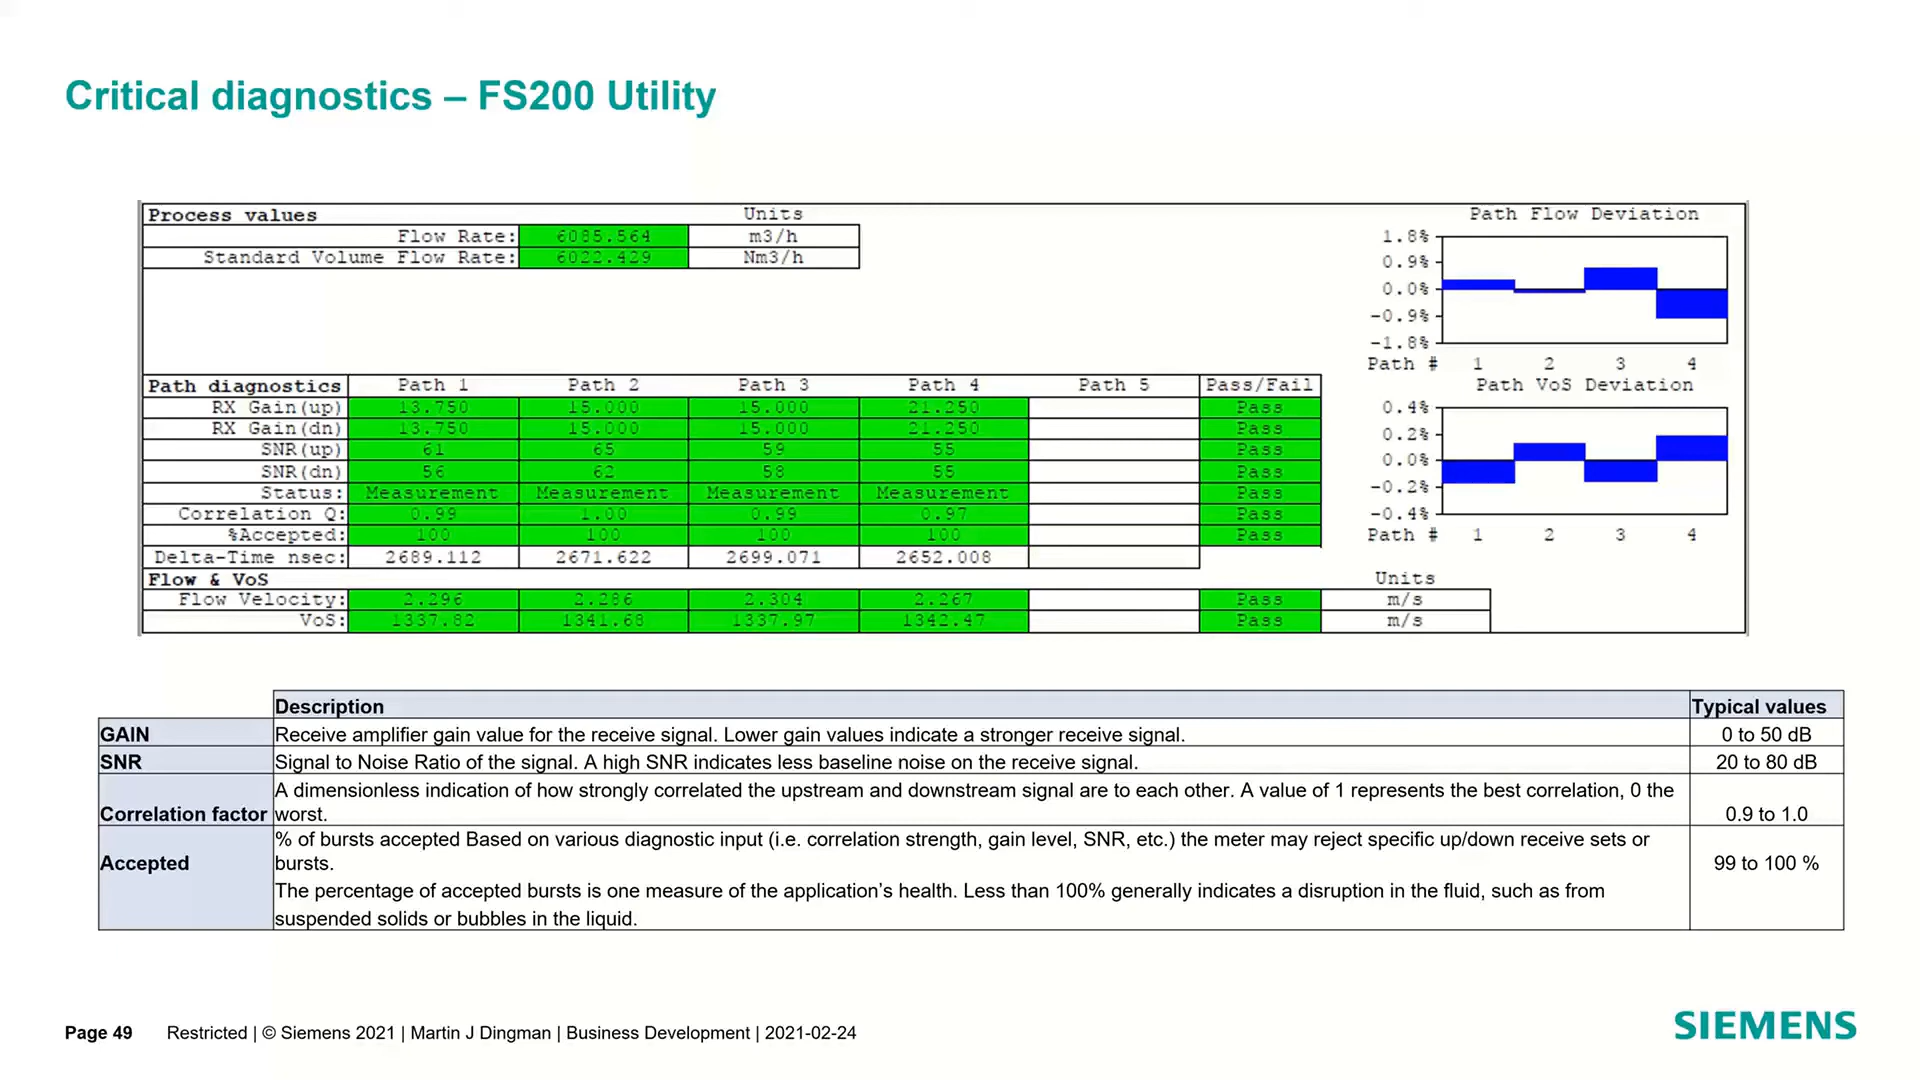 Critical diagnostics – FS200 Utility
Process values Units
Flow Rate: 6085.564 m3/h
Standard Volume Flow Rate: 6022.429 Nm3/h
Path Flow Deviation
1.8%
0.9%
0.0%
-0.9%
-1.8%
Path # 1 2 3 4
Path diagnostics Path 1 Path 2 Path 3 Path 4 Path 5 Pass/Fail
RX Gain(up) 13.750 15.000 15.000 21.250 Pass
RX Gain(dn) 13.750 15.000 15.000 21.250 Pass
SNR(up) 61 65 59 55 Pass
SNR(dn) 56 62 58 55 Pass
Status: Measurement Measurement Measurement Measurement Pass
Correlation Q: 0.99 1.00 0.99 0.97 Pass
%Accepted: 100 100 100 100 Pass
Delta-Time nsec: 2689.112 2671.622 2699.071 2652.008
Path VoS Deviation
0.4%
0.2%
0.0%
-0.2%
-0.4%
Path # 1 2 3 4
Flow & VoS Units
Flow Velocity: 2.296 2.286 2.304 2.267 Pass m/s
VoS: 1337.82 1341.68 1337.97 1342.47 Pass m/s
Description Typical values
GAIN Receive amplifier gain value for the receive signal. Lower gain values indicate a stronger receive signal. 0 to 50 dB
SNR Signal to Noise Ratio of the signal. A high SNR indicates less baseline noise on the receive signal. 20 to 80 dB
A dimensionless indication of how strongly correlated the upstream and downstream signal are to each other. A value of 1 represents the best correlation, 0 the
Correlation factor worst. 0.9 to 1.0
% of bursts accepted Based on various diagnostic input (i.e. correlation strength, gain level, SNR, etc.) the meter may reject specific up/down receive sets or
Accepted bursts. 99 to 100 %
The percentage of accepted bursts is one measure of the application’s health. Less than 100% generally indicates a disruption in the fluid, such as from
suspended solids or bubbles in the liquid.
Page 49 Restricted | © Siemens 2021 | Martin J Dingman | Business Development | 2021-02-24
SIEMENS